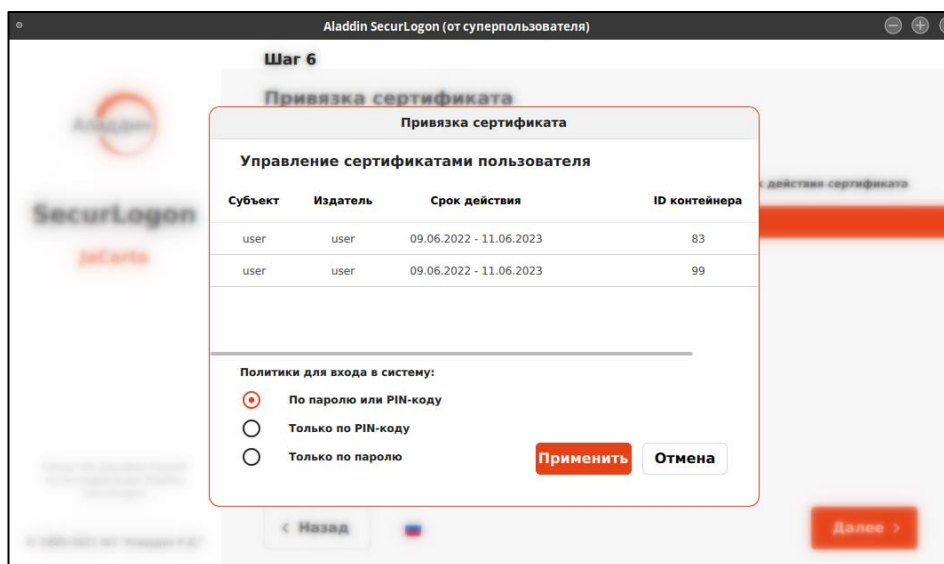 Aladdin SecurLogon (от суперпользователя)
Шаг 6
Привязка сертификата
Аладдин
SecurLogon
JaCarta
действия сертификата
Привязка сертификата
Управление сертификатами пользователя
Субъект Издатель Срок действия ID контейнера
user user 09.06.2022 - 11.06.2023 83
user user 09.06.2022 - 11.06.2023 99
Политики для входа в систему:
По паролю или PIN-коду
Только по PIN-коду
Только по паролю
Применить Отмена
< Назад
Далее >